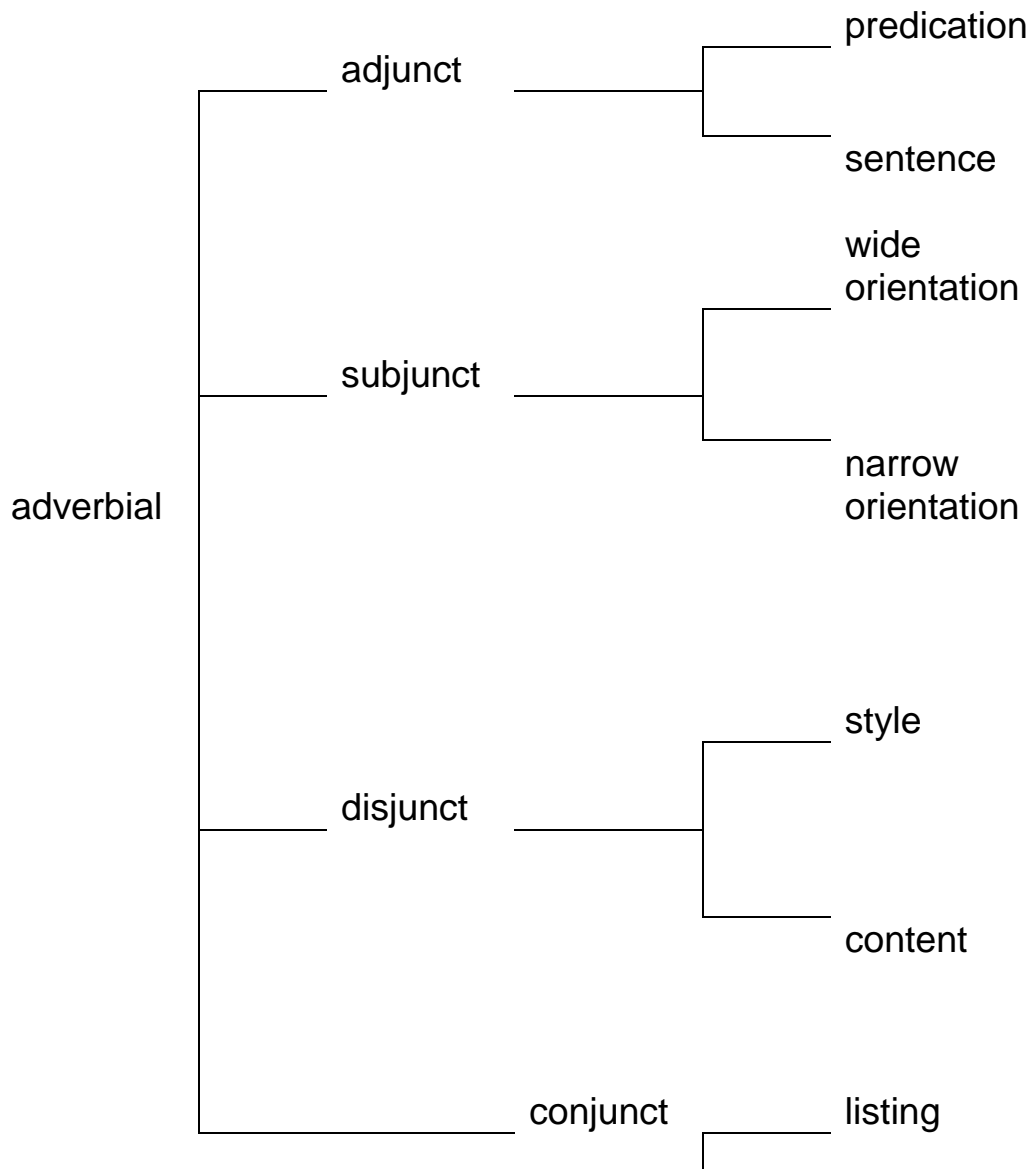 predication
adjunct
sentence
wide
orientation
subjunct
narrow
orientation
adverbial
style
disjunct
content
conjunct
listing